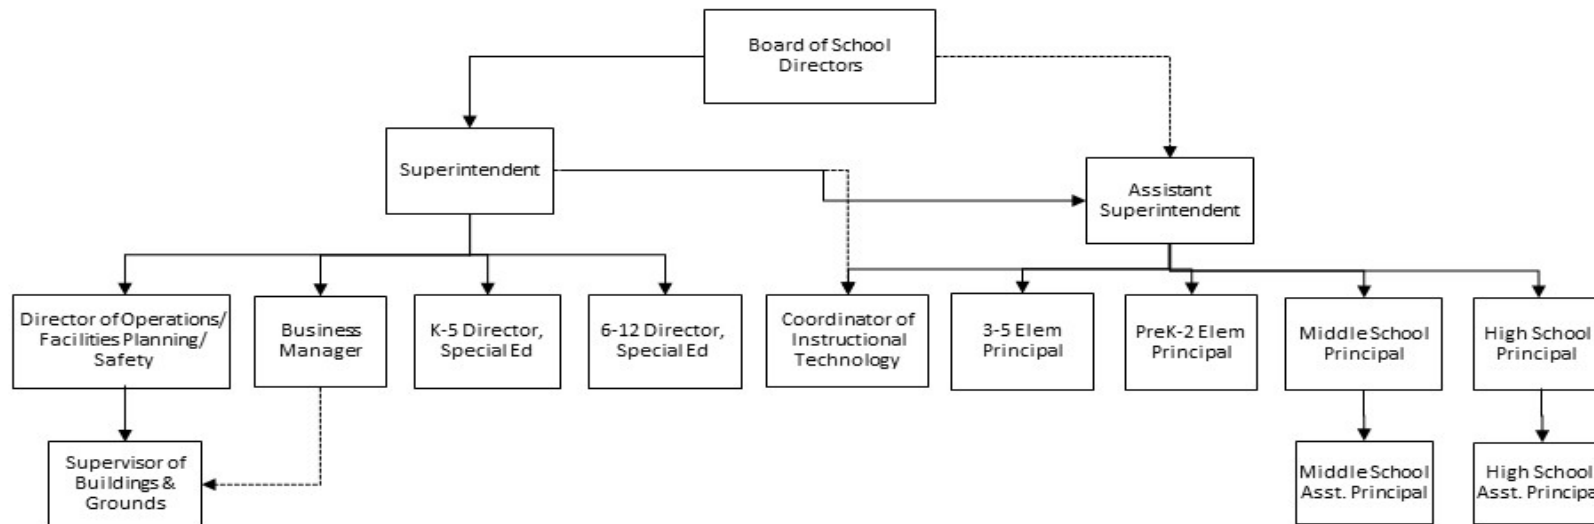 Board of School
Directors
Superintendent
Assistant
Superintendent
Director of Operations/
Facilities Planning/
Safety
Business
Manager
K-5 Director,
Special Ed
6-12 Director,
Special Ed
Coordinator of
Instructional
Technology
3-5 Elem
Principal
PreK-2 Elem
Principal
Middle School
Principal
High School
Principal
Supervisor of
Buildings &
Grounds
Middle School
Asst. Principal
High School
Asst. Principal